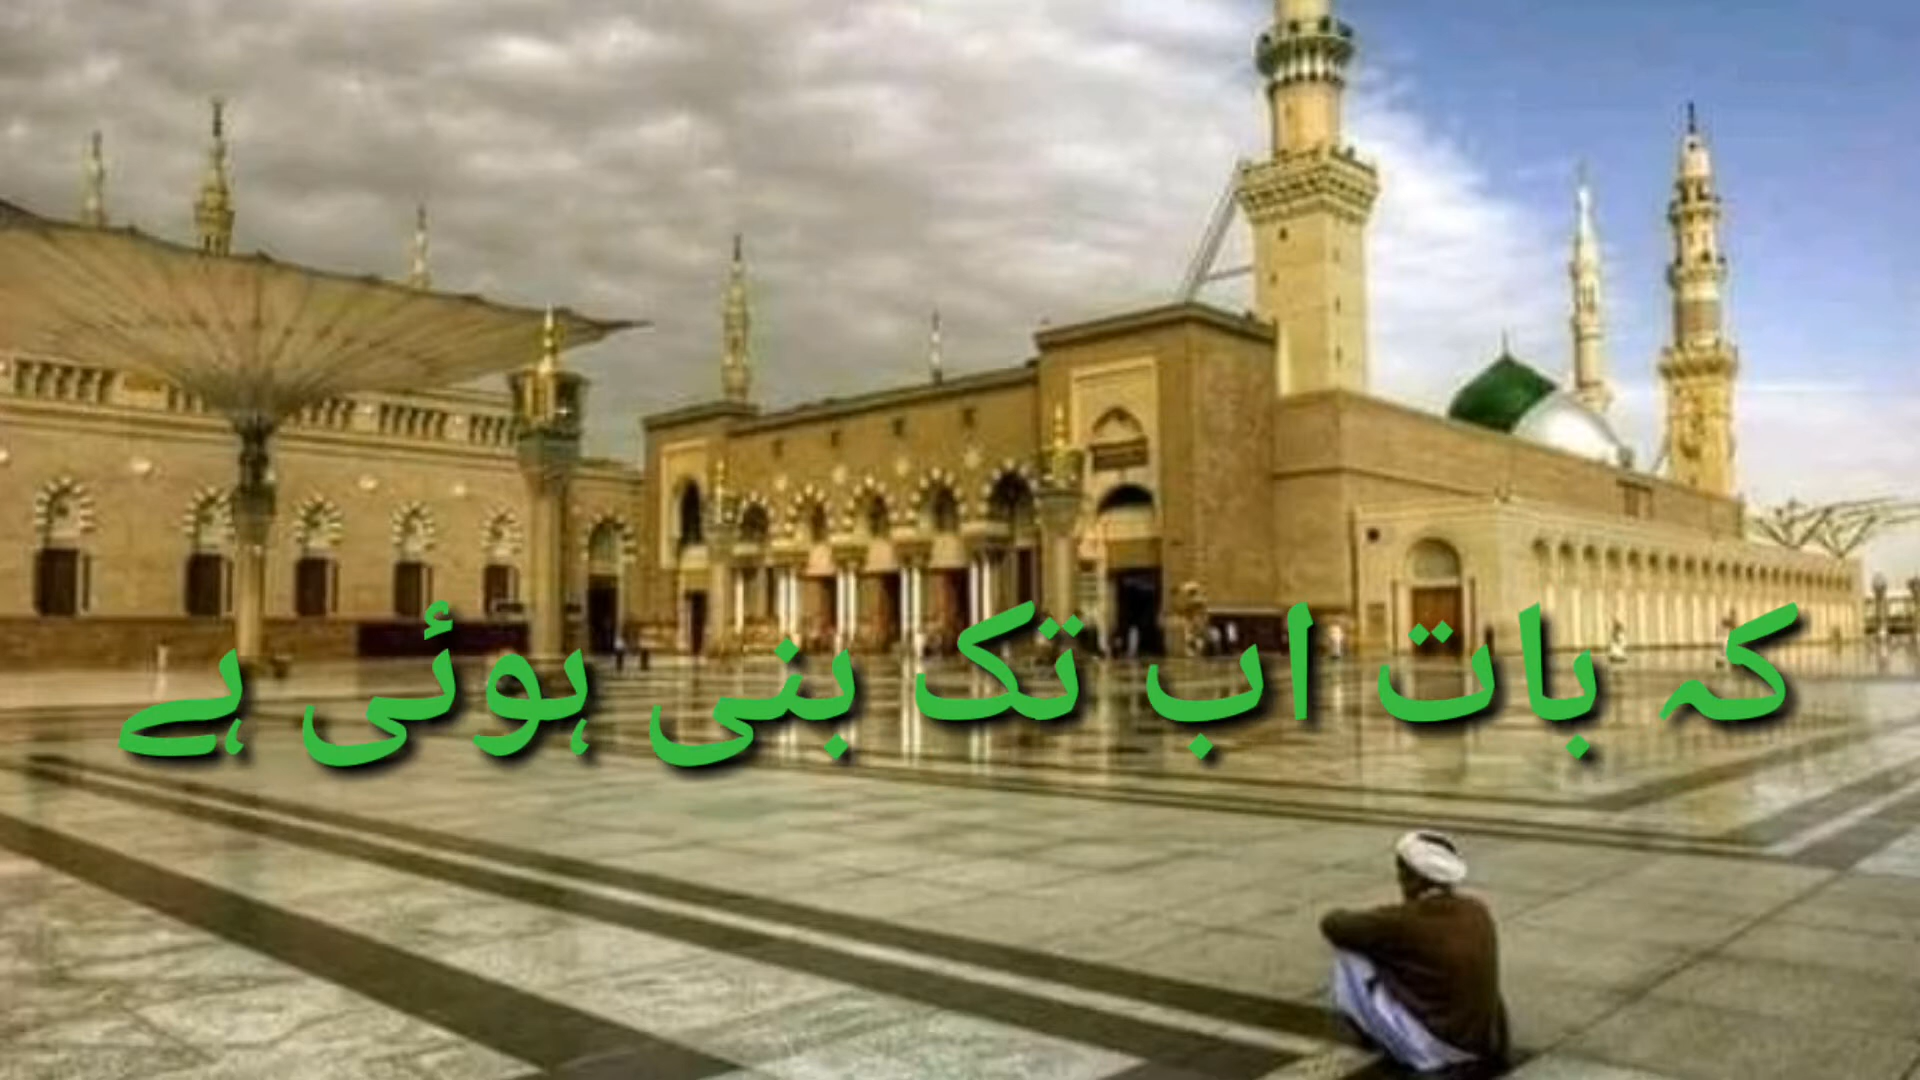 کہ بات اب تک بنی ہوئی ہے